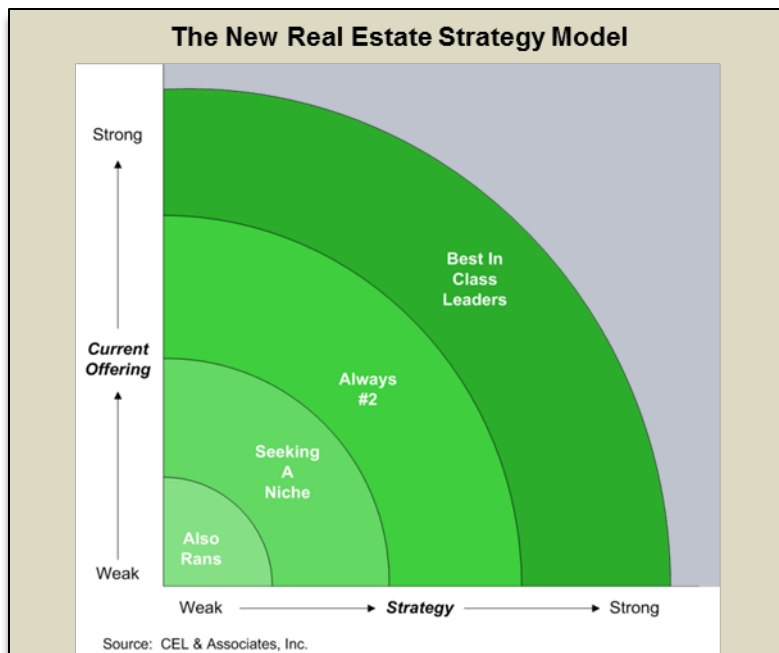 The New Real Estate Strategy Model
Strong
Best In
Class
Leaders
Current
Offering
Always
#2
Seeking
A
Niche
Also
Rans
Weak
Weak
Strategy
Strong
Source: CEL & Associates, Inc.